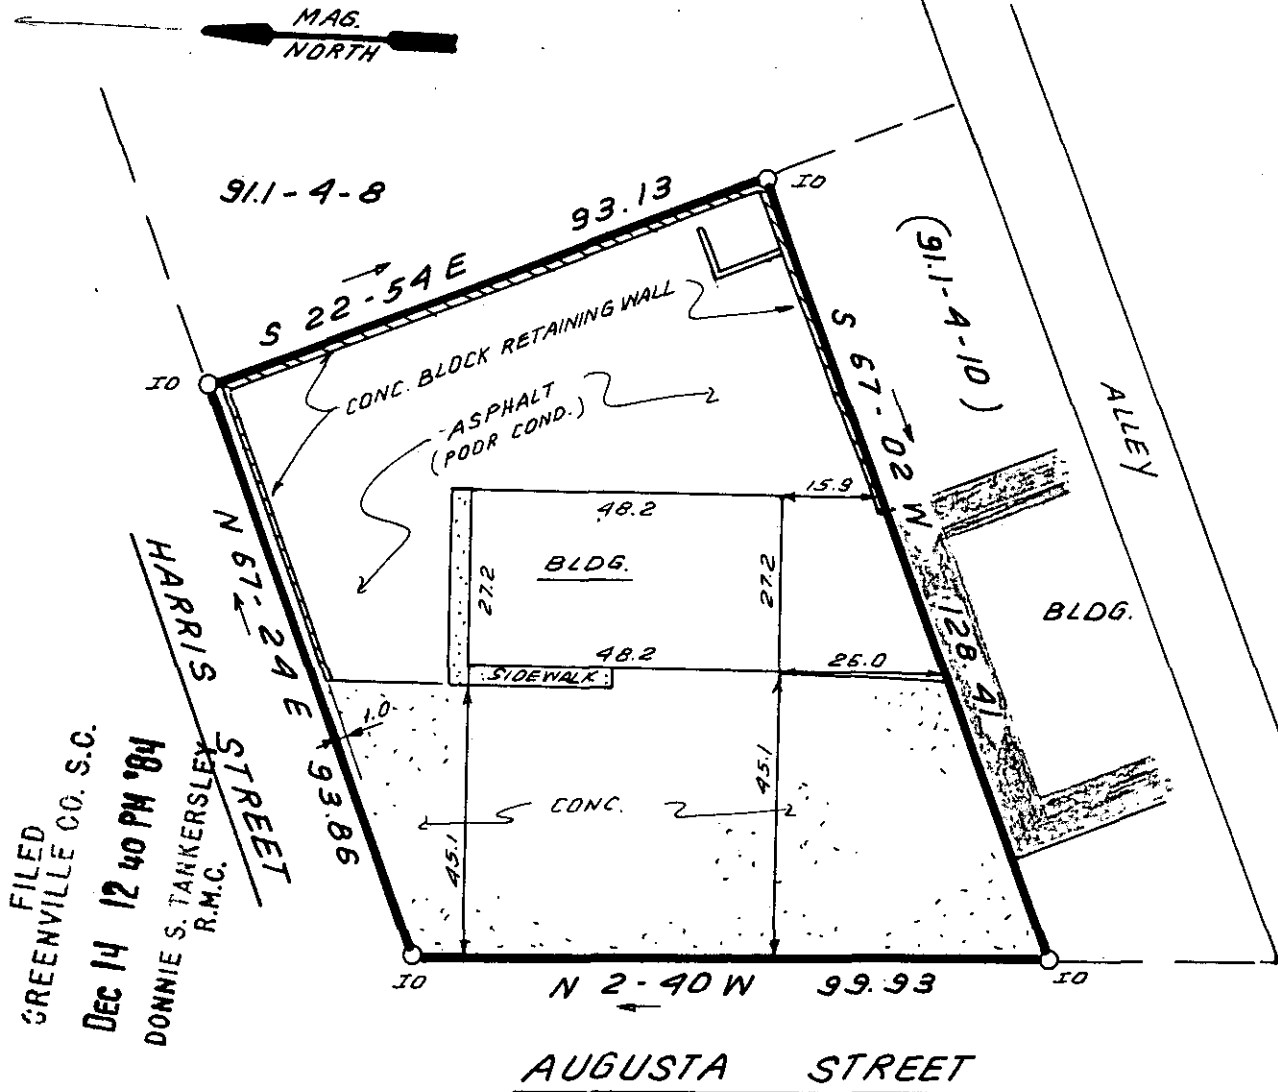 MAG.
NORTH
91.1-4-8
S 22-54 E 93.13
IO
IO
(91.1-4-10)
CONC. BLOCK RETAINING WALL
ASPHALT
(POOR COND.)
S 67-02 W 128.41
ALLEY
15.9
48.2
BLDG.
27.2
27.2
48.2
26.0
SIDEWALK
BLDG.
N 67-24 E 93.86
HARRIS STREET
1.0
CONC.
45.1
45.1
FILED
GREENVILLE CO. S.C.
DEC 14 12 40 PM '84
DONNIE S. TANKERSLEY
R.M.C.
IO
IO
N 2-40 W 99.93
AUGUSTA STREET